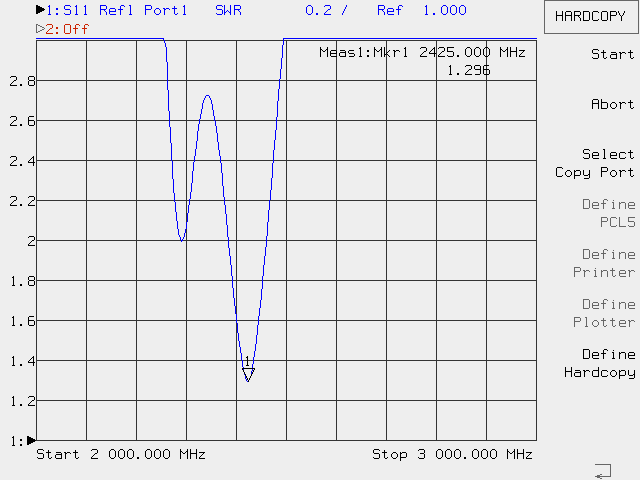 ▶1:S11 Refl Port1 SWR 0.2 / Ref 1.000
▷2:Off
Meas1:Mkr1 2425.000 MHz
1.296
2.8
2.6
2.4
2.2
2
1.8
1.6
1.4
1.2
1:▶
1
Start 2 000.000 MHz Stop 3 000.000 MHz
HARDCOPY
Start
Abort
Select
Copy Port
Define
PCL5
Define
Printer
Define
Plotter
Define
Hardcopy